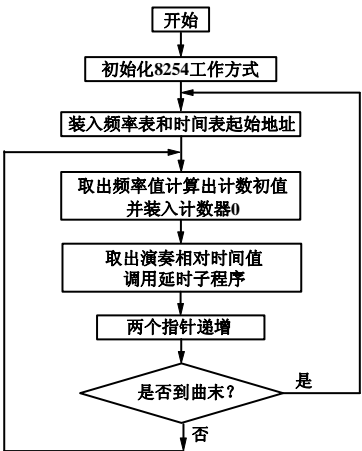 开始
初始化8254工作方式
装入频率表和时间表起始地址
取出频率值计算出计数初值
并装入计数器0
取出演奏相对时间值
调用延时子程序
两个指针递增
是否到曲末？
是
否